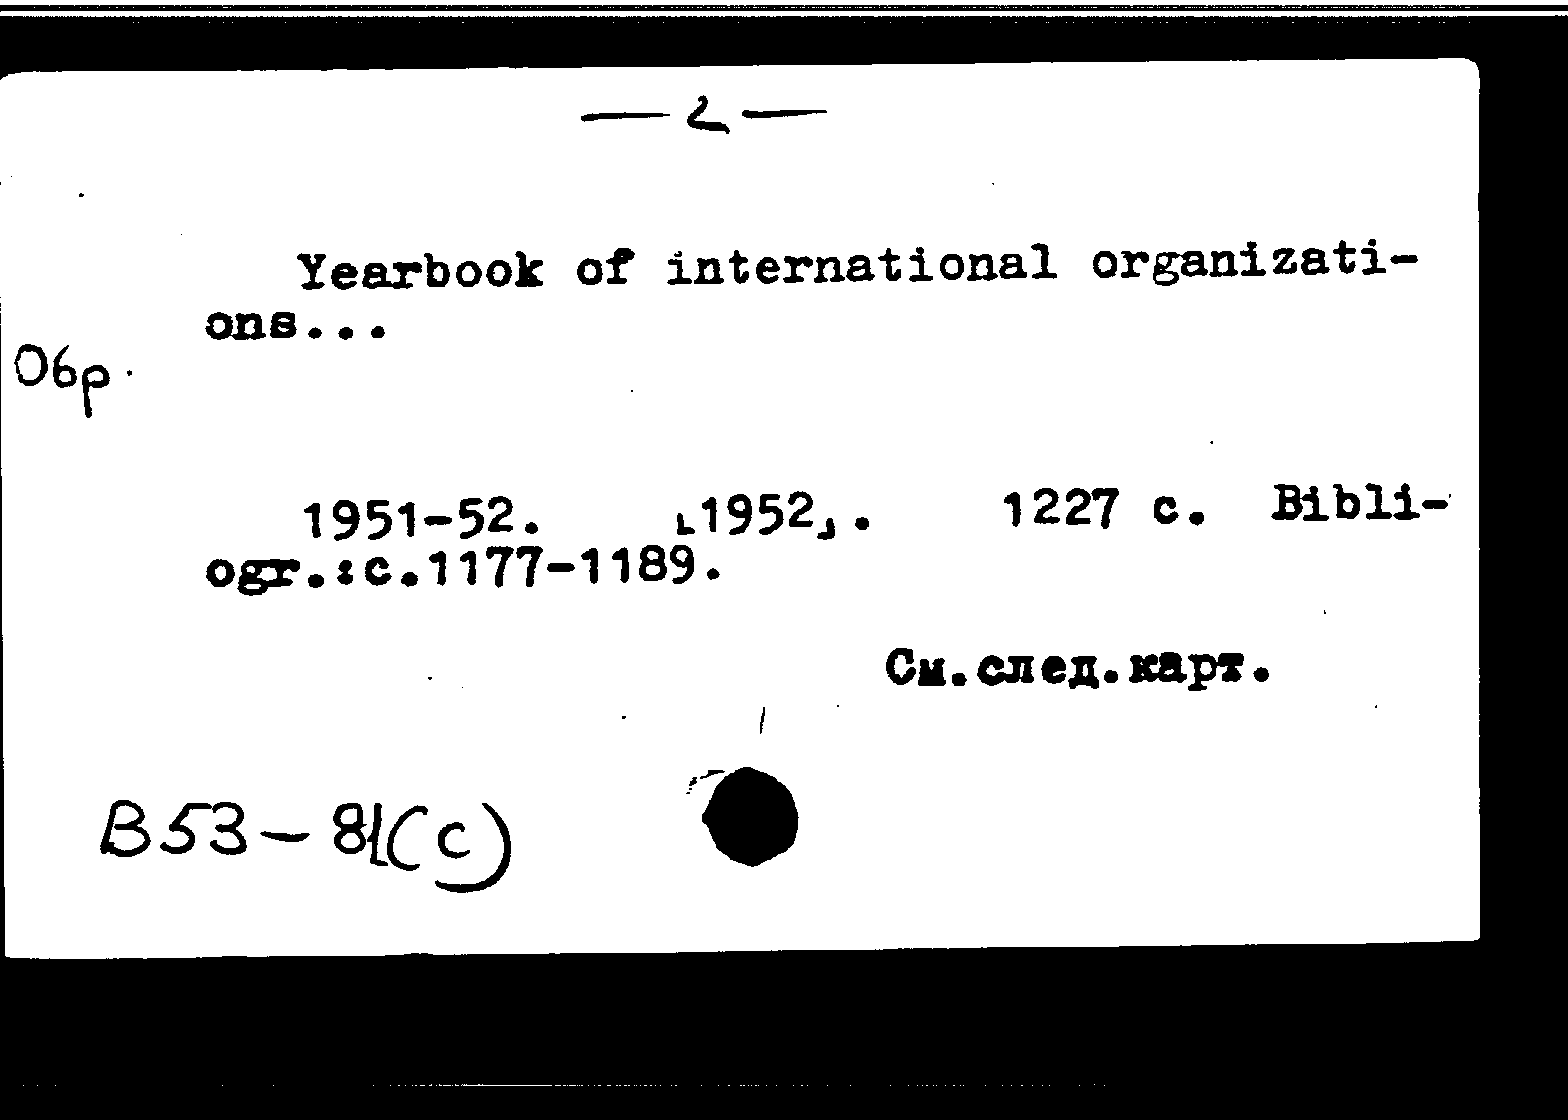 — 2 —
Yearbook of international organizati-
ons...
Обр.
1951-52. [1952]. 1227 с. Bibli-
ogr.:с.1177-1189.
См.след.карт.
B53-81(c)